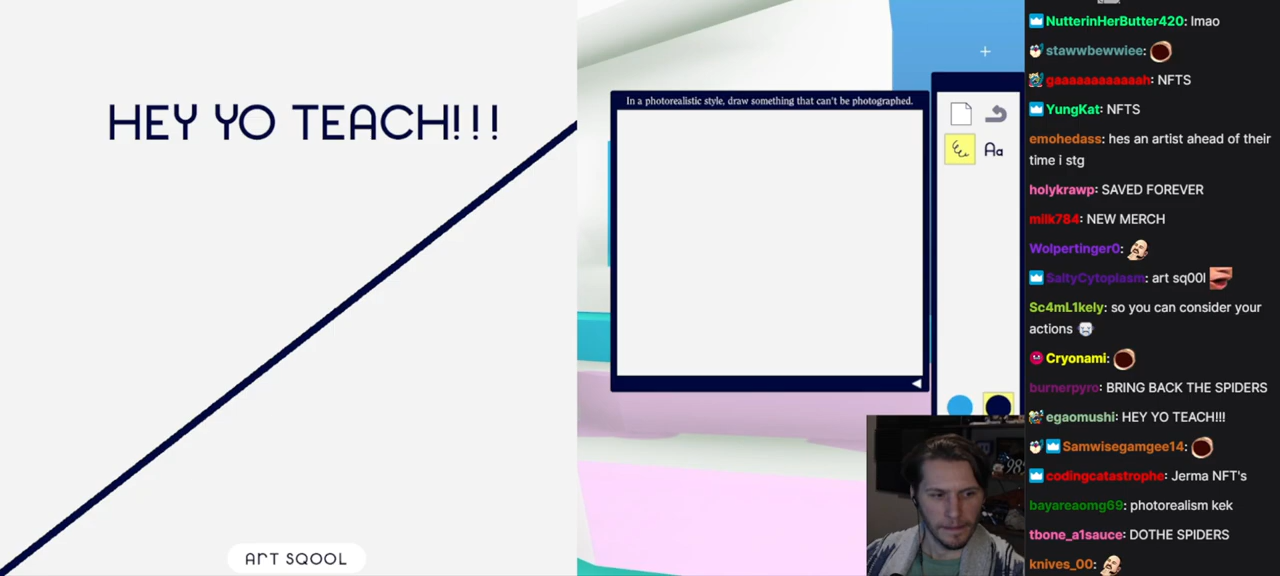 HEY YO TEACH!!!
ART SQOOL
In a photorealistic style, draw something that can't be photographed.
Aa
NutterinHerButter420: lmao
stawwbewwiee:
gaaaaaaaaaaah: NFTS
YungKat: NFTS
emohedass: hes an artist ahead of their
time i stg
holykrawp: SAVED FOREVER
milk784: NEW MERCH
Wolpertinger0:
SaltyCytoplasm: art sq00l
Sc4mL1kely: so you can consider your
actions
Cryonami:
burnerpyro: BRING BACK THE SPIDERS
egaomushi: HEY YO TEACH!!!
Samwisegamgee14:
codingcatastrophe: Jerma NFT's
bayareaomg69: photorealism kek
tbone_a1sauce: DOTHE SPIDERS
knives_00: